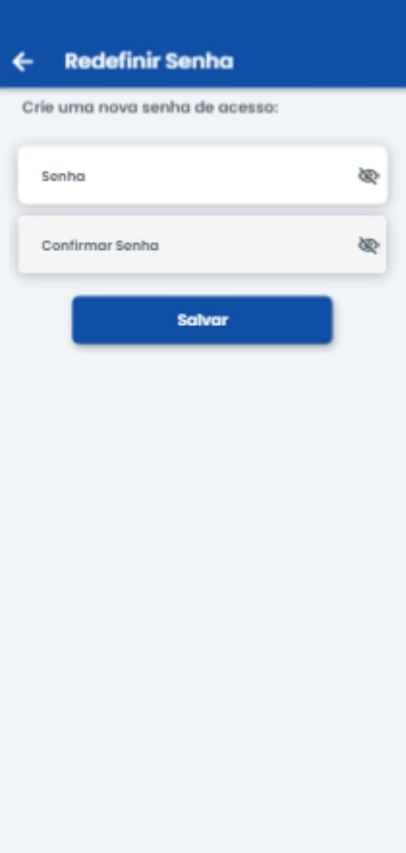 Redefinir Senha
Crie uma nova senha de acesso:
Senha
Confirmar Senha
Salvar